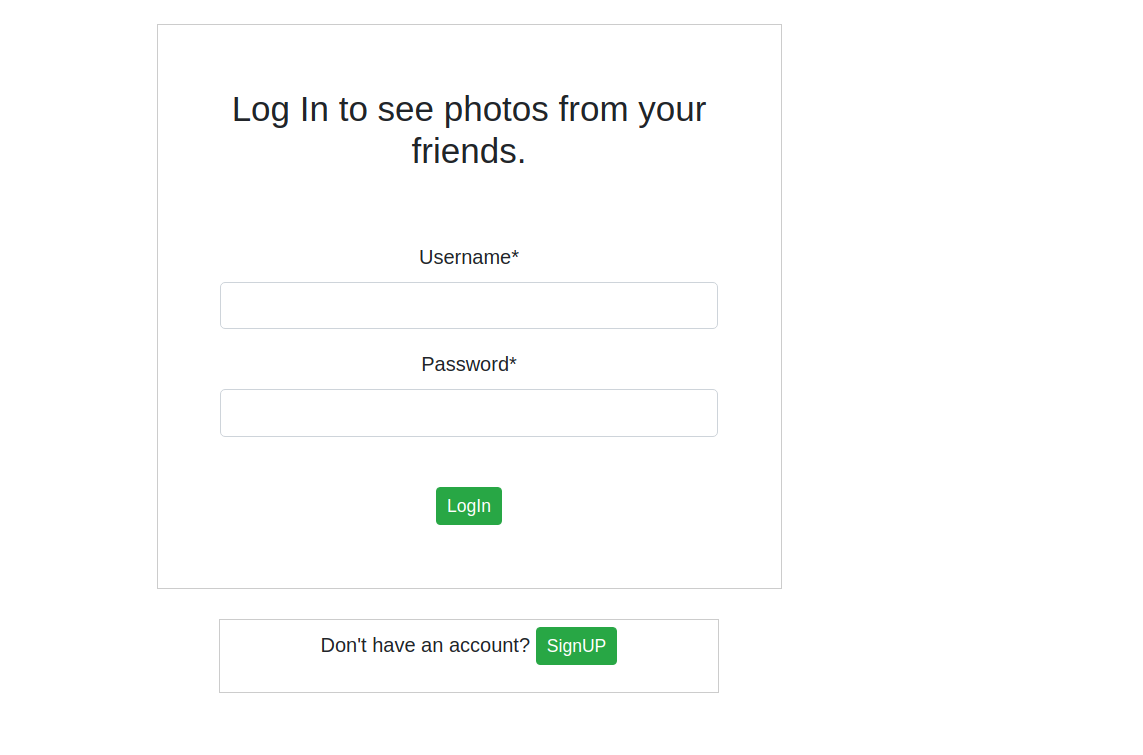 Log In to see photos from your
friends.
Username*
Password*
LogIn
Don't have an account? SignUP